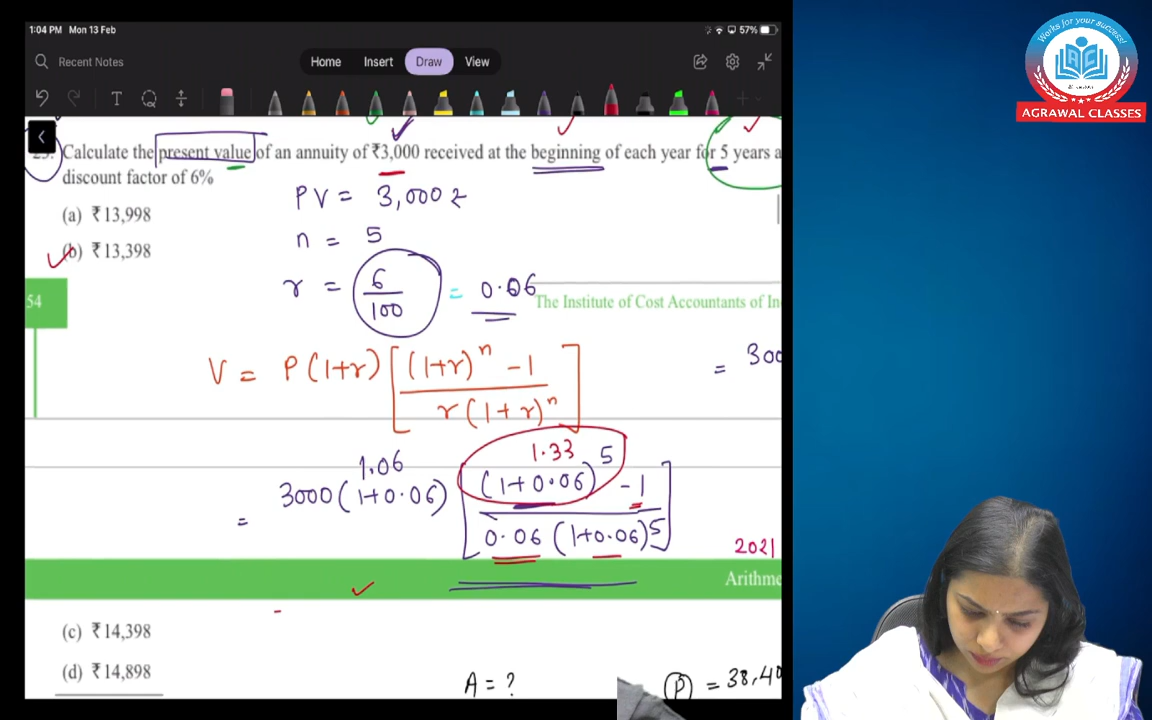 1:04 PM Mon 13 Feb
57%
Works for your success!
AC
AGRAWAL CLASSES
Recent Notes
Home Insert Draw View
Calculate the present value of an annuity of ₹3,000 received at the beginning of each year for 5 years a
discount factor of 6%
PV = 3,000 ₹
(a) ₹13,998
n = 5
(b) ₹13,398
r = 6/100 = 0.06
54
The Institute of Cost Accountants of In
V = P(1+r) [ (1+r)^n -1 / r(1+r)^n ]
= 300
1.06
1.33
= 3000 (1+0.06) [ (1+0.06)^5 -1 / 0.06 (1+0.06)^5 ]
2021
Arithme
(c) ₹14,398
(d) ₹14,898
A = ?
P = 38,40